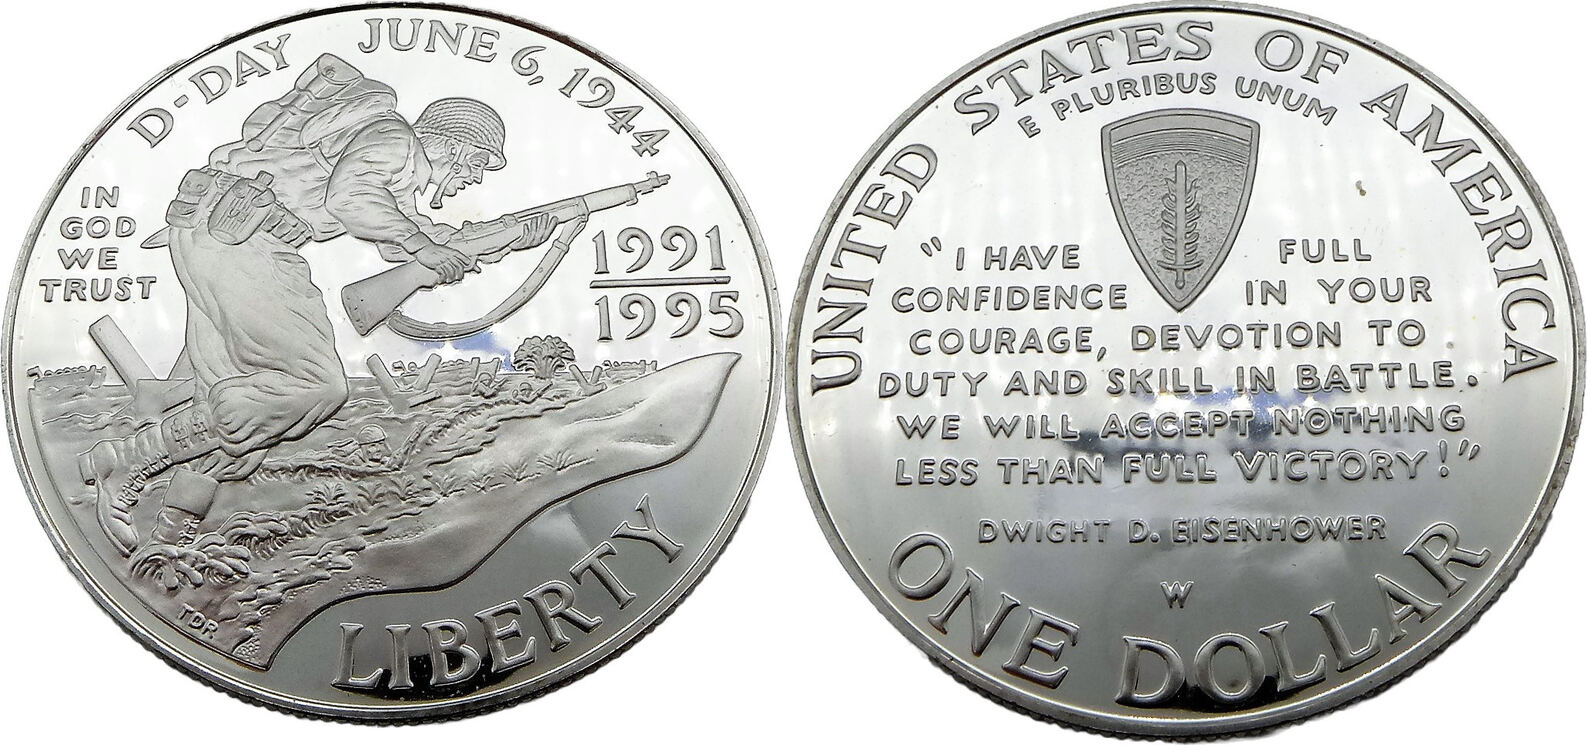 D-DAY JUNE 6, 1944
IN
GOD
WE
TRUST
1991
1995
TDR
LIBERTY
UNITED STATES OF AMERICA
E PLURIBUS UNUM
"I HAVE FULL
CONFIDENCE IN YOUR
COURAGE, DEVOTION TO
DUTY AND SKILL IN BATTLE.
WE WILL ACCEPT NOTHING
LESS THAN FULL VICTORY!"
DWIGHT D. EISENHOWER
W
ONE DOLLAR